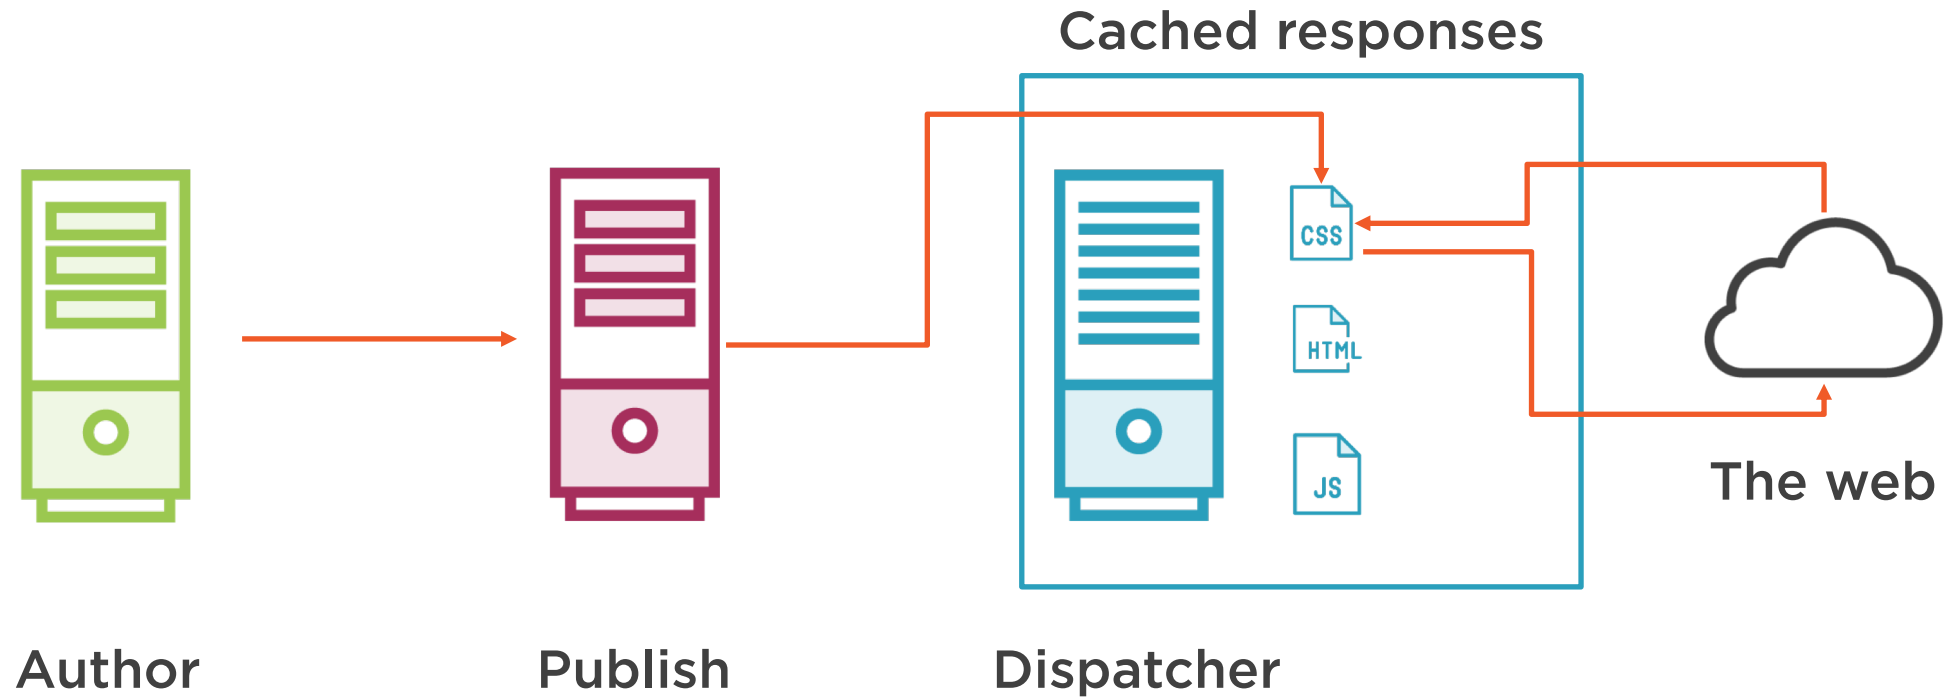 Cached responses
CSS
HTML
JS
The web
Author
Publish
Dispatcher